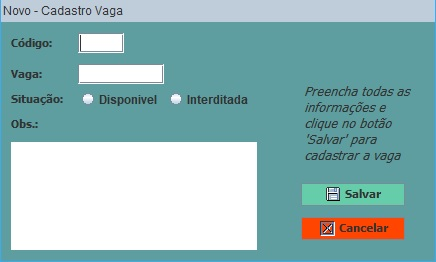 Novo - Cadastro Vaga
Código:
Vaga:
Situação: Disponivel Interditada
Obs.:
Preencha todas as
informações e
clique no botão
'Salvar' para
cadastrar a vaga
Salvar
Cancelar